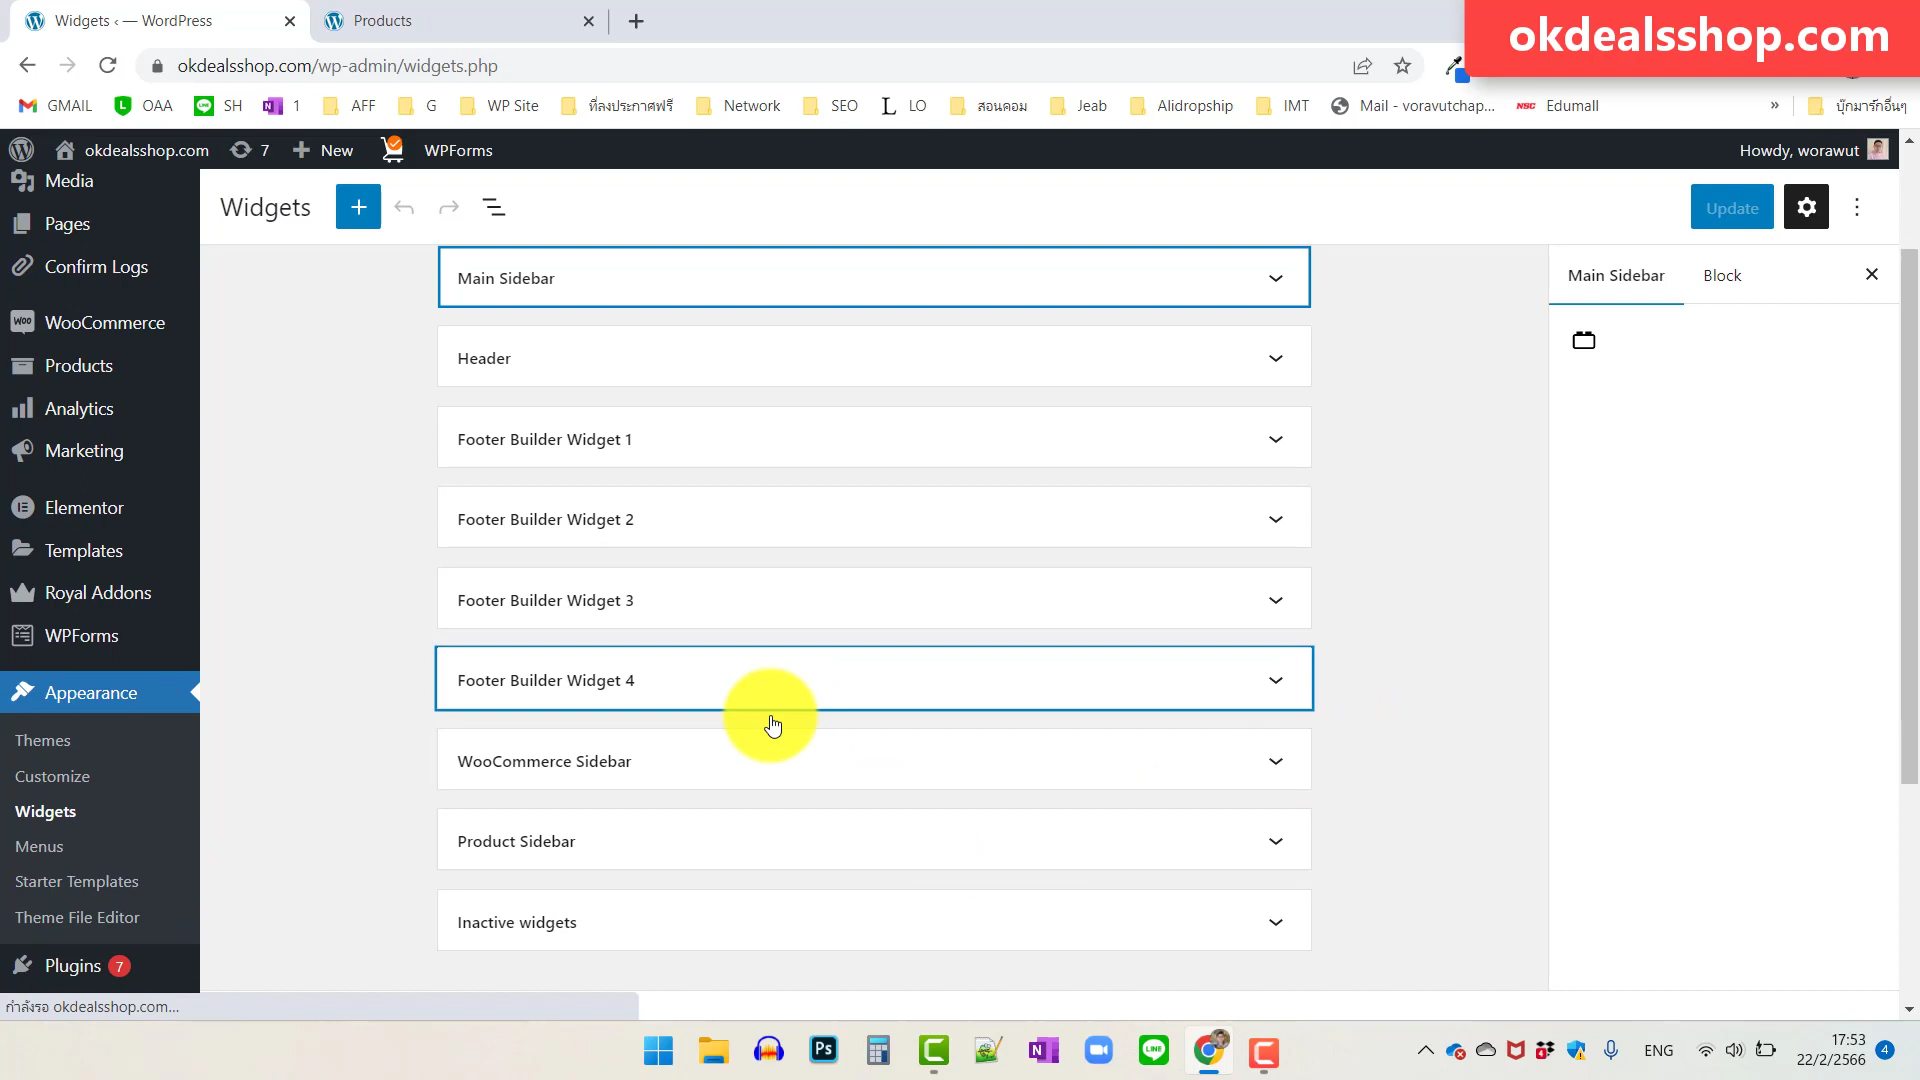 Widgets ‹ — WordPress
Products
okdealsshop.com
okdealsshop.com/wp-admin/widgets.php
GMAIL
OAA
SH
1
AFF
G
WP Site
ที่ลงประกาศฟรี
Network
SEO
L LO
สอนคอม
Jeab
Alidropship
IMT
Mail - voravutchap...
NSC Edumall
»
บุ๊กมาร์กอื่นๆ
okdealsshop.com
7
New
WPForms
Howdy, worawut
Media
Pages
Confirm Logs
Woo WooCommerce
Products
Analytics
Marketing
Elementor
Templates
Royal Addons
WPForms
Appearance
Themes
Customize
Widgets
Menus
Starter Templates
Theme File Editor
Plugins 7
Widgets
Update
Main Sidebar
Header
Footer Builder Widget 1
Footer Builder Widget 2
Footer Builder Widget 3
Footer Builder Widget 4
WooCommerce Sidebar
Product Sidebar
Inactive widgets
Main Sidebar
Block
กำลังรอ okdealsshop.com...
Ps
N
LINE
ENG
17:53
22/2/2566
4